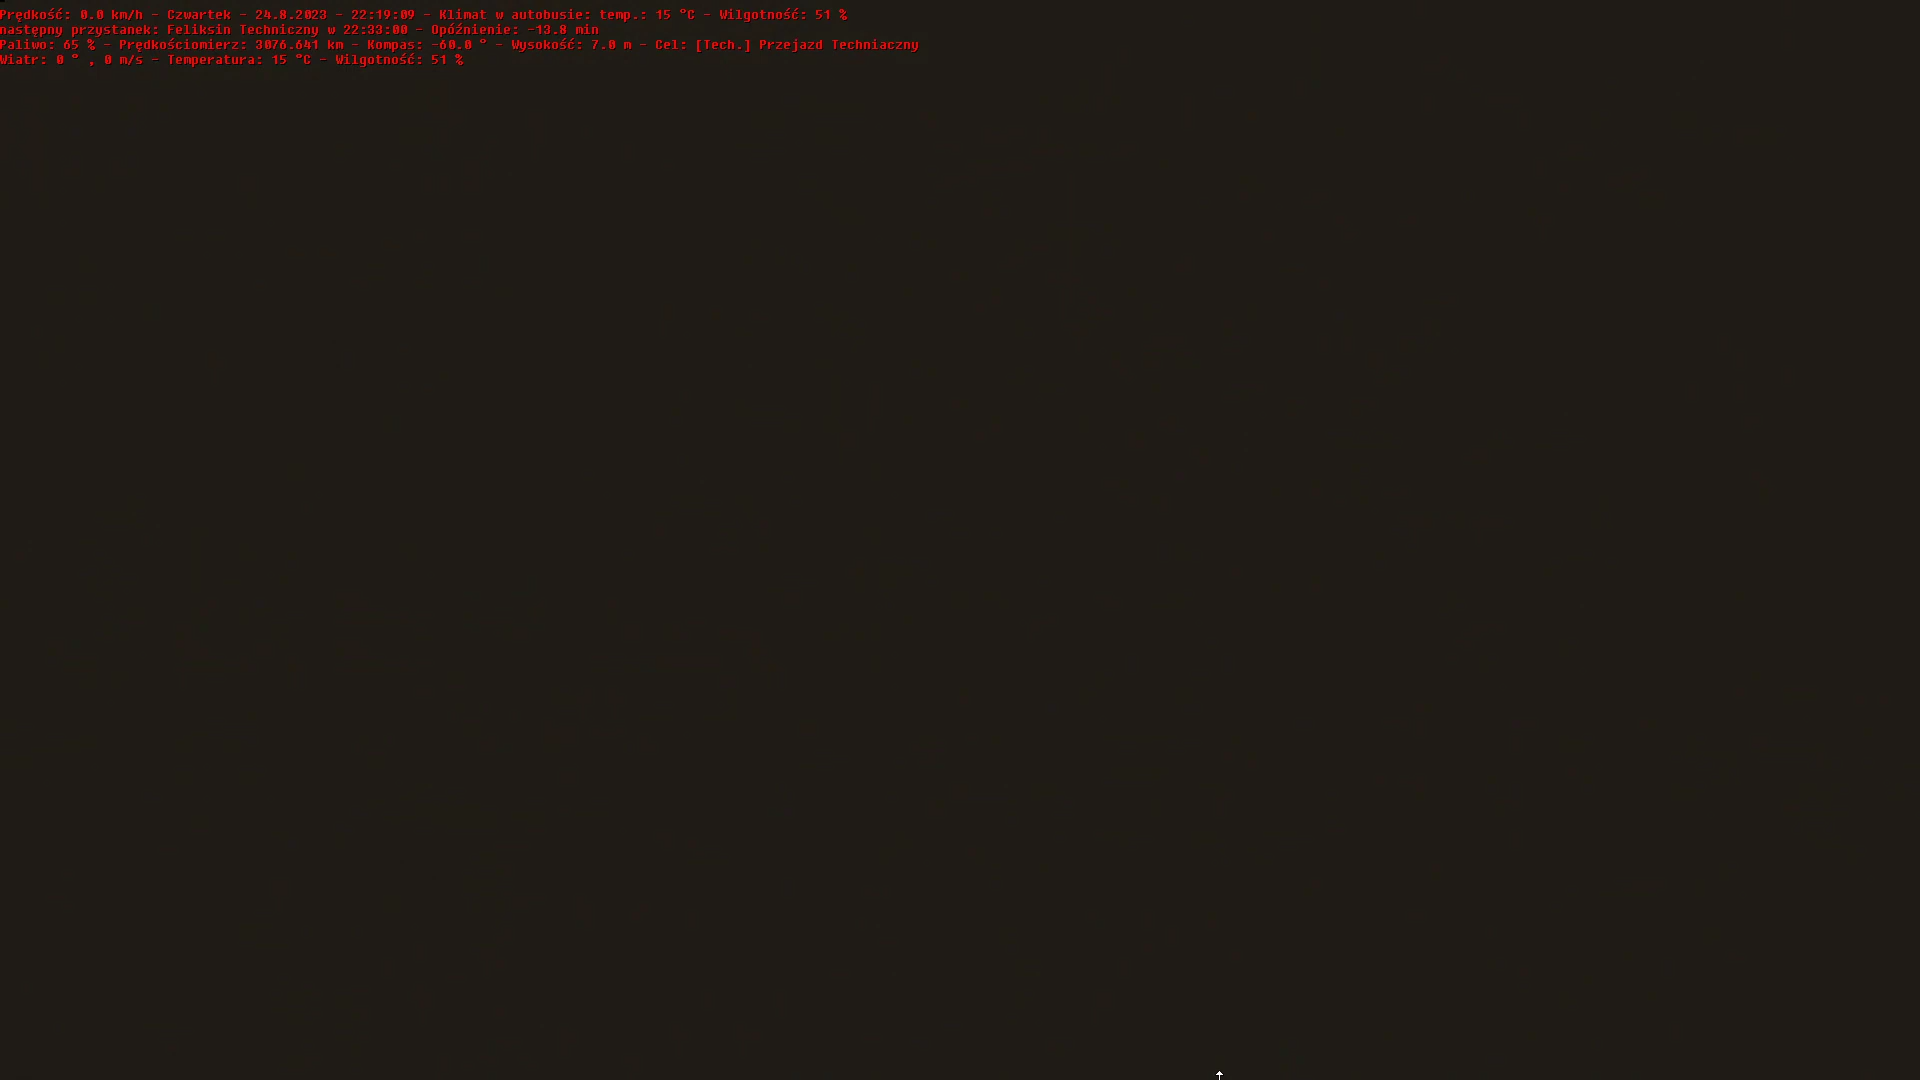 Prędkość: 0.0 km/h - Czwartek - 24.8.2023 - 22:19:09 - Klimat w autobusie: temp.: 15 °C - Wilgotność: 51 %
następny przystanek: Feliksin Techniczny w 22:33:00 - Opóźnienie: -13.8 min
Paliwo: 65 % - Prędkościomierz: 3076.641 km - Kompas: -60.0 ° - Wysokość: 7.0 m - Cel: [Tech.] Przejazd Techniaczny
Wiatr: 0 ° , 0 m/s - Temperatura: 15 °C - Wilgotność: 51 %